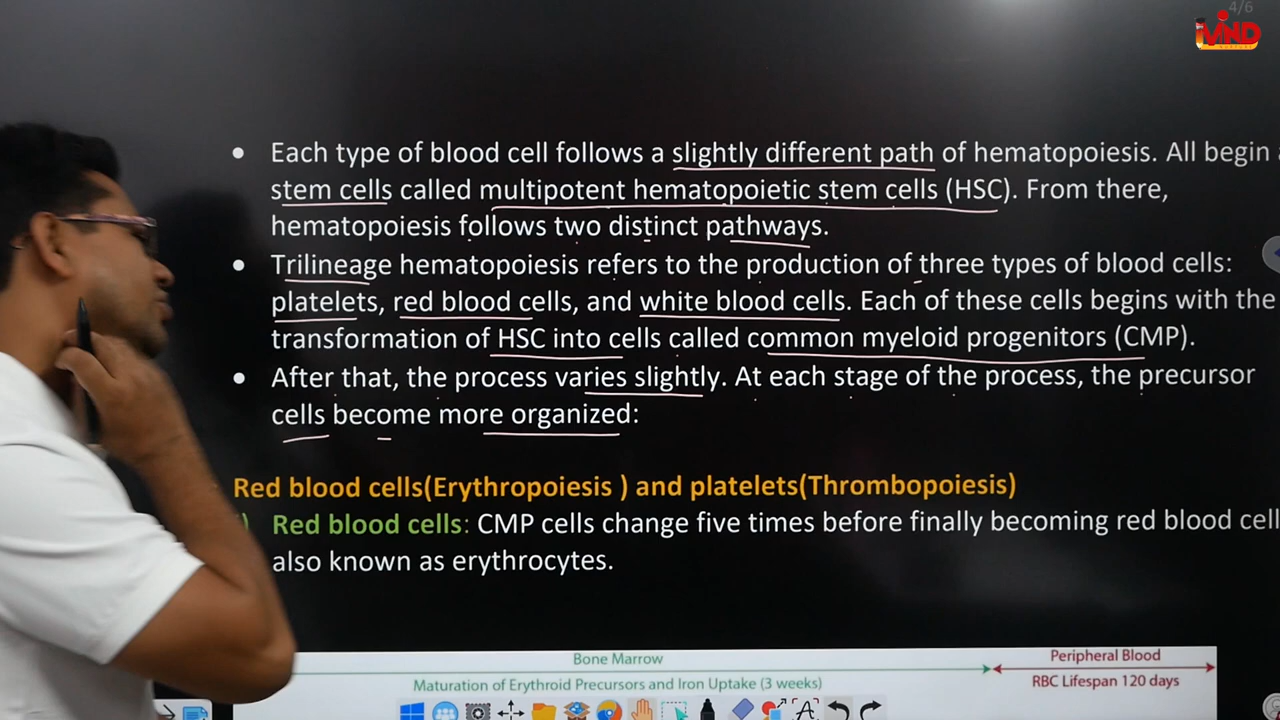 4/6
MIND
Each type of blood cell follows a slightly different path of hematopoiesis. All begin
stem cells called multipotent hematopoietic stem cells (HSC). From there,
hematopoiesis follows two distinct pathways.
Trilineage hematopoiesis refers to the production of three types of blood cells:
platelets, red blood cells, and white blood cells. Each of these cells begins with the
transformation of HSC into cells called common myeloid progenitors (CMP).
After that, the process varies slightly. At each stage of the process, the precursor
cells become more organized:
Red blood cells(Erythropoiesis ) and platelets(Thrombopoiesis)
) Red blood cells: CMP cells change five times before finally becoming red blood cell
also known as erythrocytes.
Bone Marrow
Peripheral Blood
Maturation of Erythroid Precursors and Iron Uptake (3 weeks)
RBC Lifespan 120 days